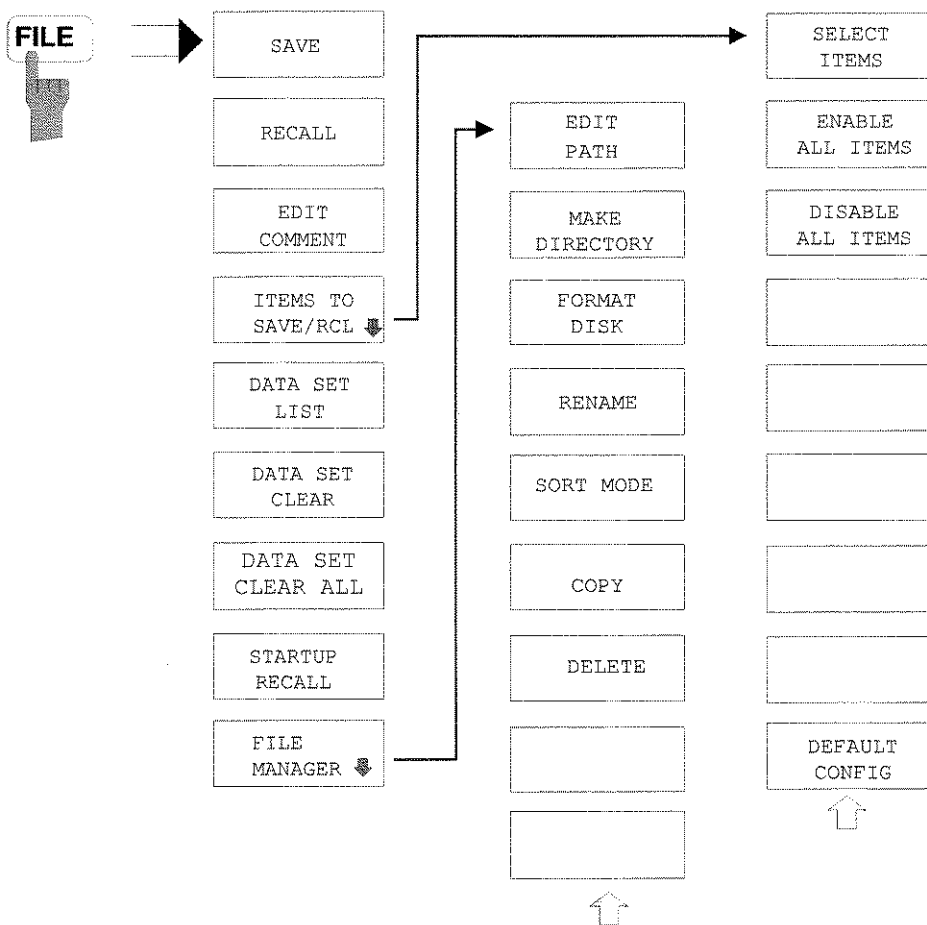 FILE
SAVE
RECALL
EDIT
COMMENT
ITEMS TO
SAVE/RCL
DATA SET
LIST
DATA SET
CLEAR
DATA SET
CLEAR ALL
STARTUP
RECALL
FILE
MANAGER
EDIT
PATH
MAKE
DIRECTORY
FORMAT
DISK
RENAME
SORT MODE
COPY
DELETE
SELECT
ITEMS
ENABLE
ALL ITEMS
DISABLE
ALL ITEMS
DEFAULT
CONFIG